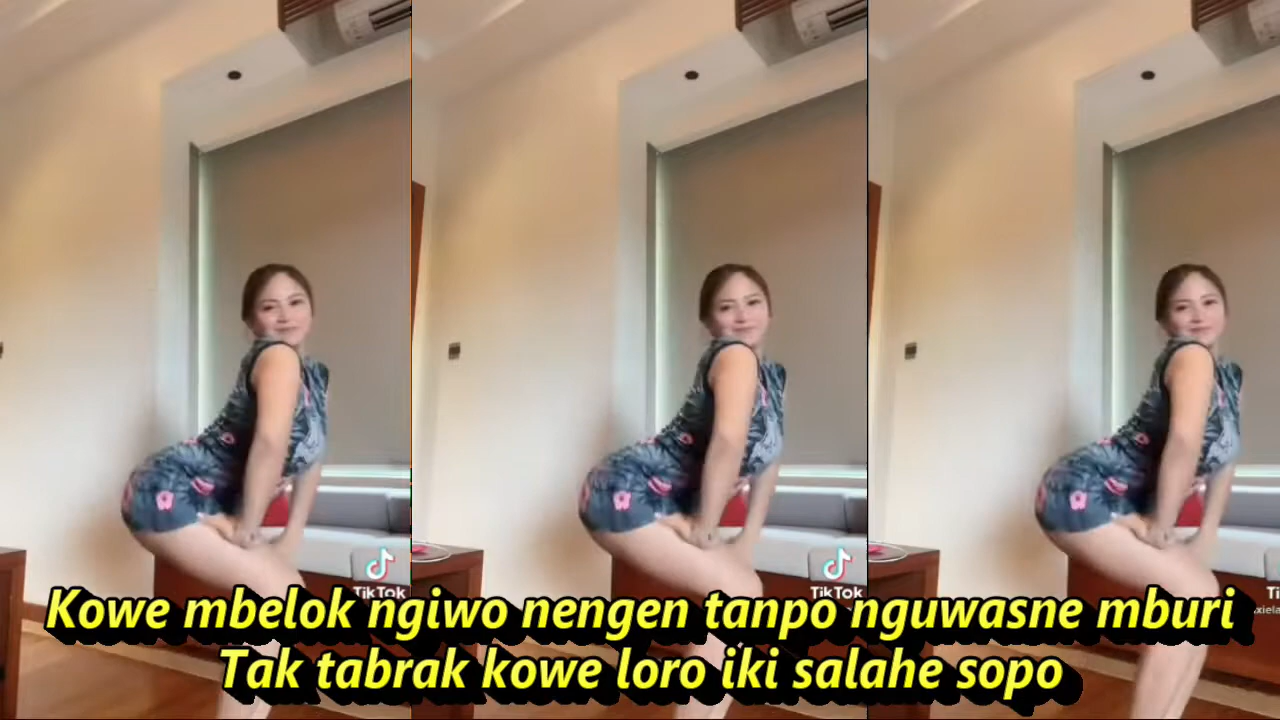 TikTok
TikTok
Kowe mbelok ngiwo nengen tanpo nguwasne mburi
Tak tabrak kowe loro iki salahe sopo